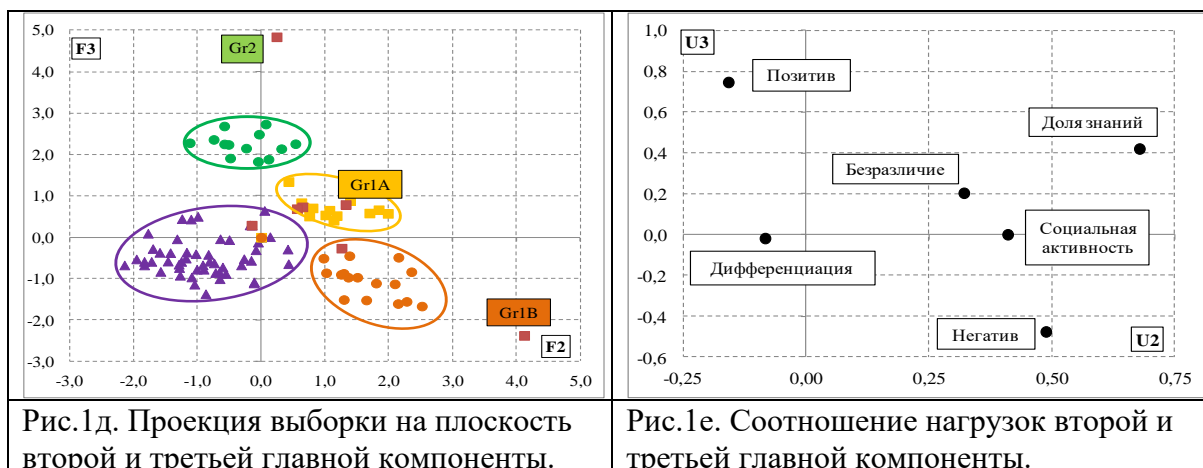 5,0
F3
Gr2
4,0
3,0
2,0
Gr1A
1,0
0,0
-1,0
Gr1B
-2,0
F2
-3,0
-3,0 -2,0 -1,0 0,0 1,0 2,0 3,0 4,0 5,0
1,0
U3
0,8
Позитив
0,6
Доля знаний
0,4
Безразличие
0,2
0,0
Социальная
активность
Дифференциация
-0,2
-0,4
Негатив
U2
-0,6
-0,25 0,00 0,25 0,50 0,75
Рис.1д. Проекция выборки на плоскость
второй и третьей главной компоненты.
Рис.1е. Соотношение нагрузок второй и
третьей главной компоненты.